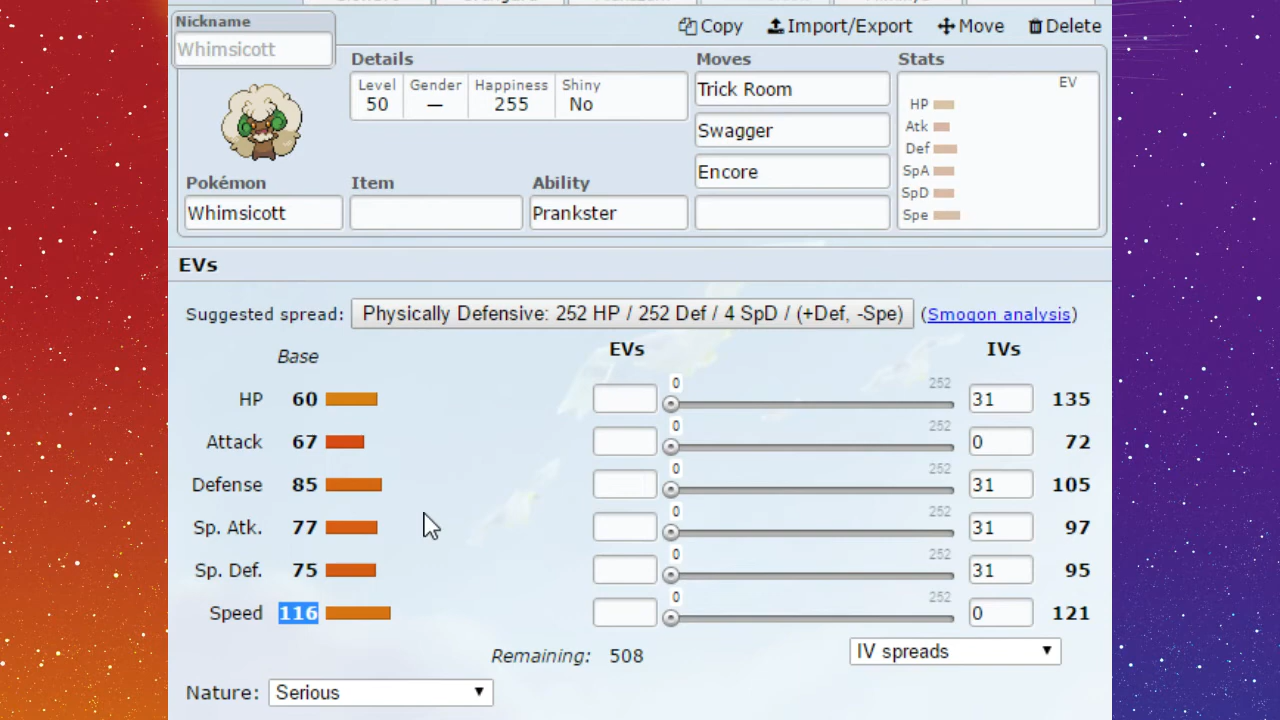 Nickname
Whimsicott
Copy Import/Export Move Delete
Details
Level Gender Happiness Shiny
50 — 255 No
Moves
Trick Room
Swagger
Encore
Stats
EV
HP
Atk
Def
SpA
SpD
Spe
Pokémon Item Ability
Whimsicott Prankster
EVs
Suggested spread: Physically Defensive: 252 HP / 252 Def / 4 SpD / (+Def, -Spe) (Smogon analysis)
Base EVs IVs
HP 60 0 252 31 135
Attack 67 0 252 0 72
Defense 85 0 252 31 105
Sp. Atk. 77 0 252 31 97
Sp. Def. 75 0 252 31 95
Speed 116 0 252 0 121
Remaining: 508 IV spreads
Nature: Serious